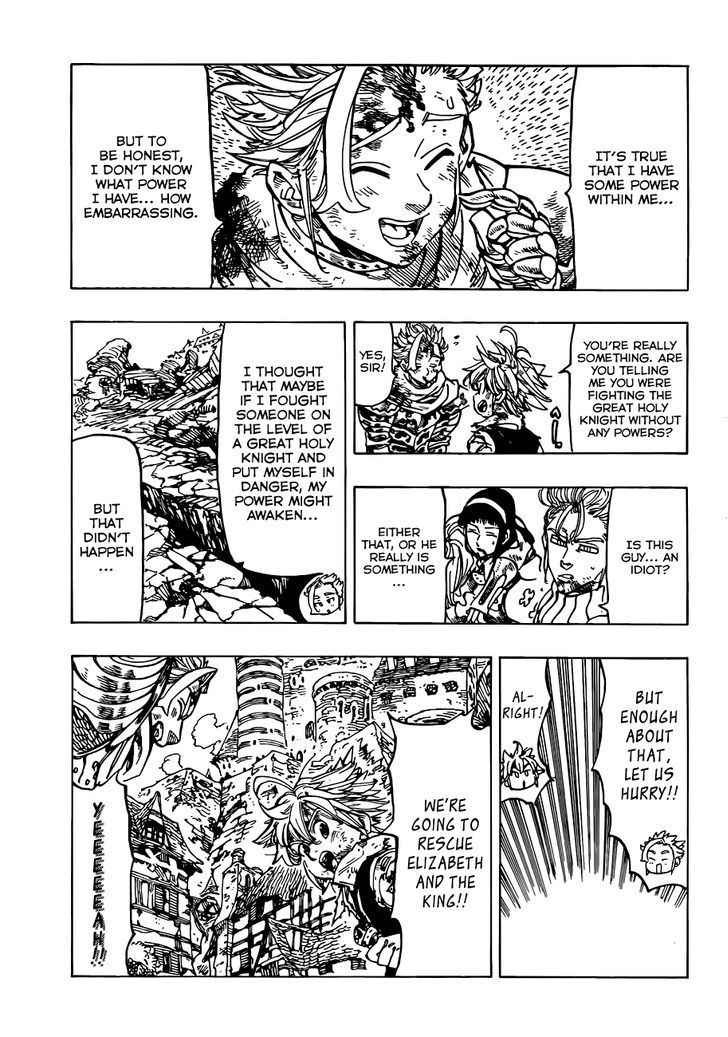 IT'S TRUE
THAT I HAVE
SOME POWER
WITHIN ME...
BUT TO
BE HONEST,
I DON'T KNOW
WHAT POWER
I HAVE... HOW
EMBARRASSING.
YOU'RE REALLY
SOMETHING. ARE
YOU TELLING
ME YOU WERE
FIGHTING THE
GREAT HOLY
KNIGHT WITHOUT
ANY POWERS?
YES,
SIR!
I THOUGHT
THAT MAYBE
IF I FOUGHT
SOMEONE ON
THE LEVEL OF
A GREAT HOLY
KNIGHT AND
PUT MYSELF IN
DANGER, MY
POWER MIGHT
AWAKEN...
BUT
THAT
DIDN'T
HAPPEN
...
IS THIS
GUY... AN
IDIOT?
EITHER
THAT, OR HE
REALLY IS
SOMETHING
...
BUT
ENOUGH
ABOUT
THAT,
LET US
HURRY!!
AL-
RIGHT!
WE'RE
GOING TO
RESCUE
ELIZABETH
AND THE
KING!!
YEEEEEEAH!!